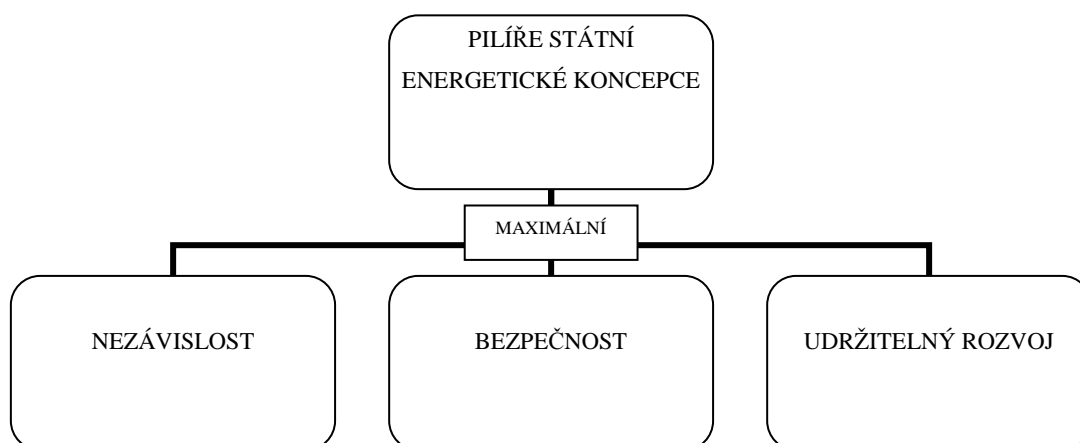 PILÍŘE STÁTNÍ
ENERGETICKÉ KONCEPCE
MAXIMÁLNÍ
NEZÁVISLOST
BEZPEČNOST
UDRŽITELNÝ ROZVOJ